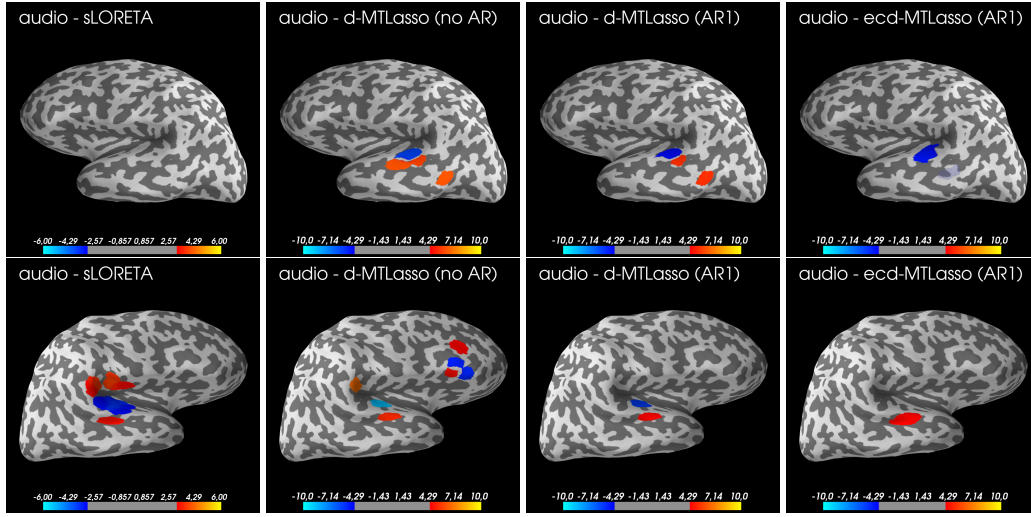 audio - sLORETA
audio - d-MTLasso (no AR)
audio - d-MTLasso (AR1)
audio - ecd-MTLasso (AR1)
-6,00 -4,29 -2,57 -0,857 0,857 2,57 4,29 6,00
-10,0 -7,14 -4,29 -1,43 1,43 4,29 7,14 10,0
-10,0 -7,14 -4,29 -1,43 1,43 4,29 7,14 10,0
-10,0 -7,14 -4,29 -1,43 1,43 4,29 7,14 10,0
audio - sLORETA
audio - d-MTLasso (no AR)
audio - d-MTLasso (AR1)
audio - ecd-MTLasso (AR1)
-6,00 -4,29 -2,57 -0,857 0,857 2,57 4,29 6,00
-10,0 -7,14 -4,29 -1,43 1,43 4,29 7,14 10,0
-10,0 -7,14 -4,29 -1,43 1,43 4,29 7,14 10,0
-10,0 -7,14 -4,29 -1,43 1,43 4,29 7,14 10,0